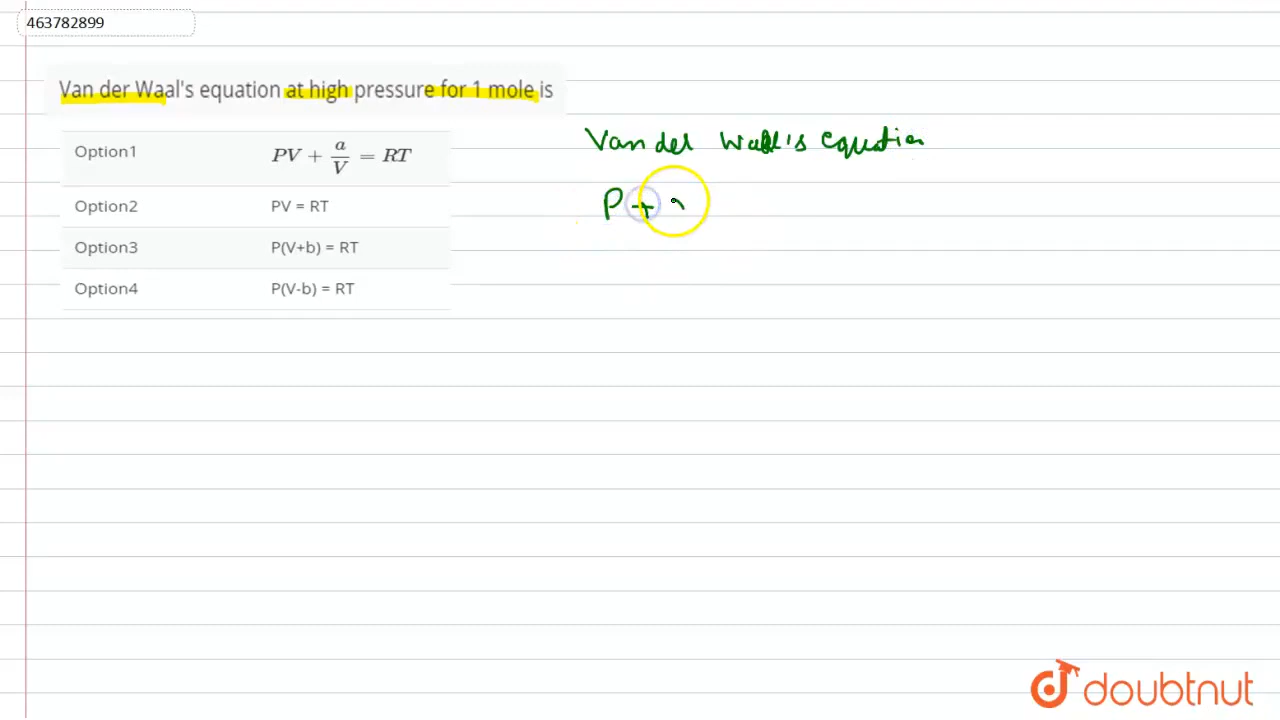 463782899
Van der Waal's equation at high pressure for 1 mole is
Option1 PV + a/V = RT
Option2 PV = RT
Option3 P(V+b) = RT
Option4 P(V-b) = RT
Van der Waal's equation
P +
doubtnut